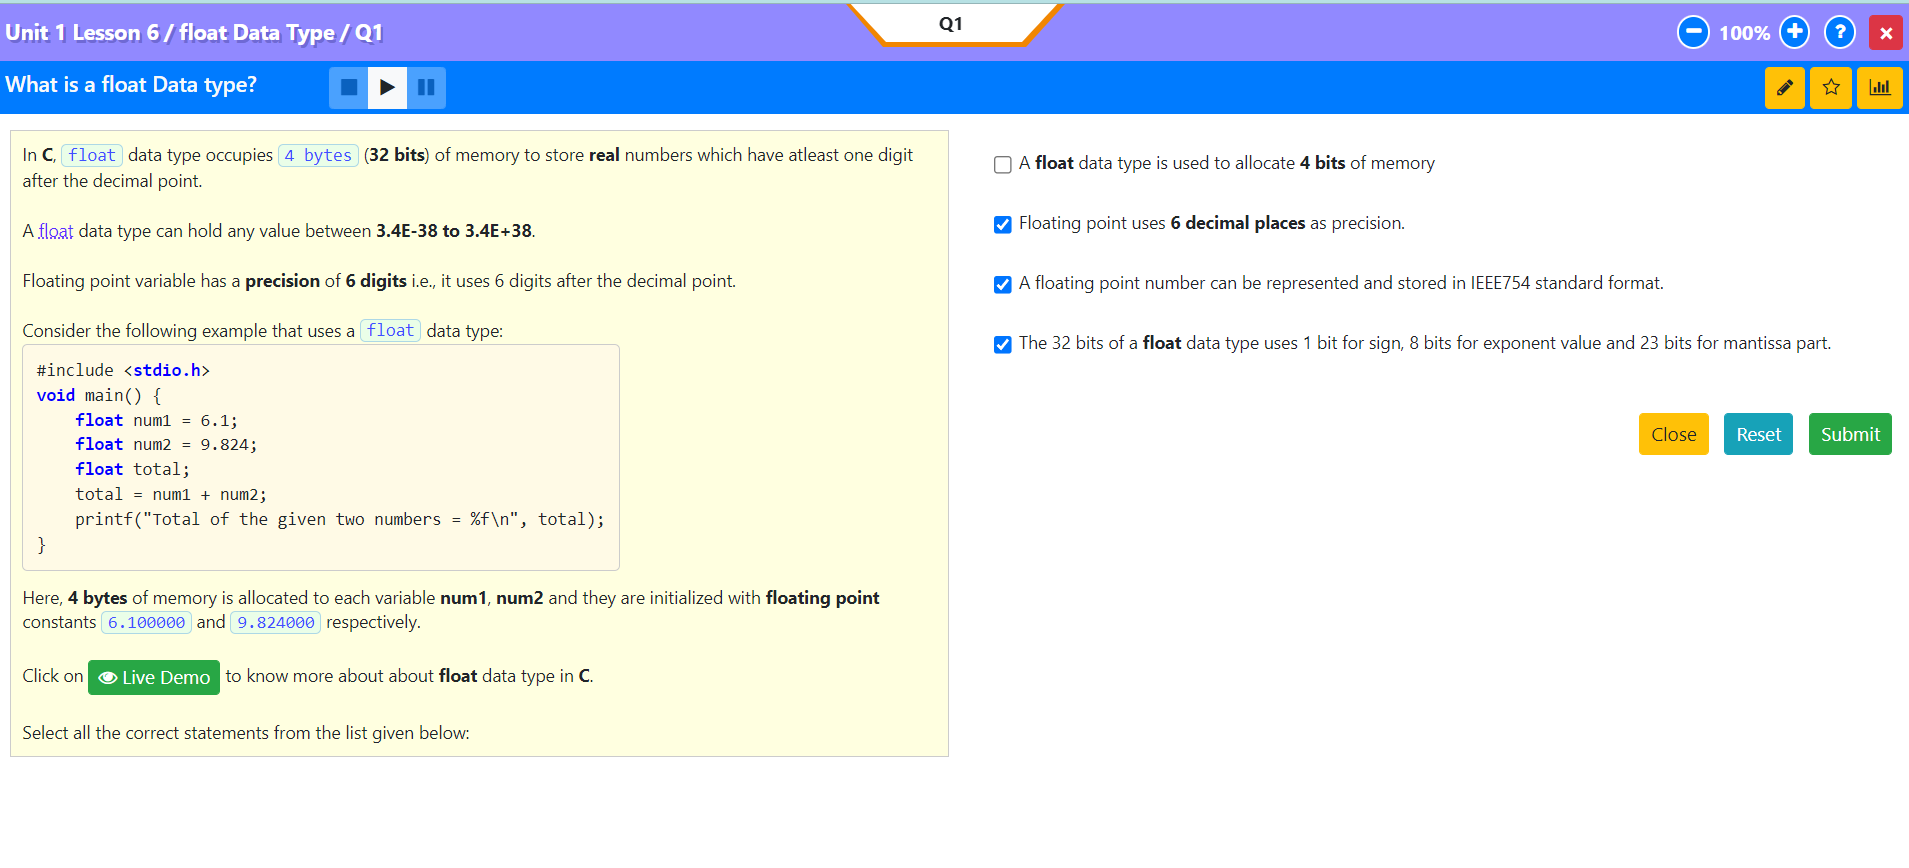 Unit 1 Lesson 6 / float Data Type / Q1
Q1
100%
?
What is a float Data type?
In C, float data type occupies 4 bytes (32 bits) of memory to store real numbers which have atleast one digit
after the decimal point.
A float data type can hold any value between 3.4E-38 to 3.4E+38.
Floating point variable has a precision of 6 digits i.e., it uses 6 digits after the decimal point.
Consider the following example that uses a float data type:
#include <stdio.h>
void main() {
    float num1 = 6.1;
    float num2 = 9.824;
    float total;
    total = num1 + num2;
    printf("Total of the given two numbers = %f\n", total);
}
Here, 4 bytes of memory is allocated to each variable num1, num2 and they are initialized with floating point
constants 6.100000 and 9.824000 respectively.
Click on Live Demo to know more about about float data type in C.
Select all the correct statements from the list given below:
A float data type is used to allocate 4 bits of memory
Floating point uses 6 decimal places as precision.
A floating point number can be represented and stored in IEEE754 standard format.
The 32 bits of a float data type uses 1 bit for sign, 8 bits for exponent value and 23 bits for mantissa part.
Close Reset Submit